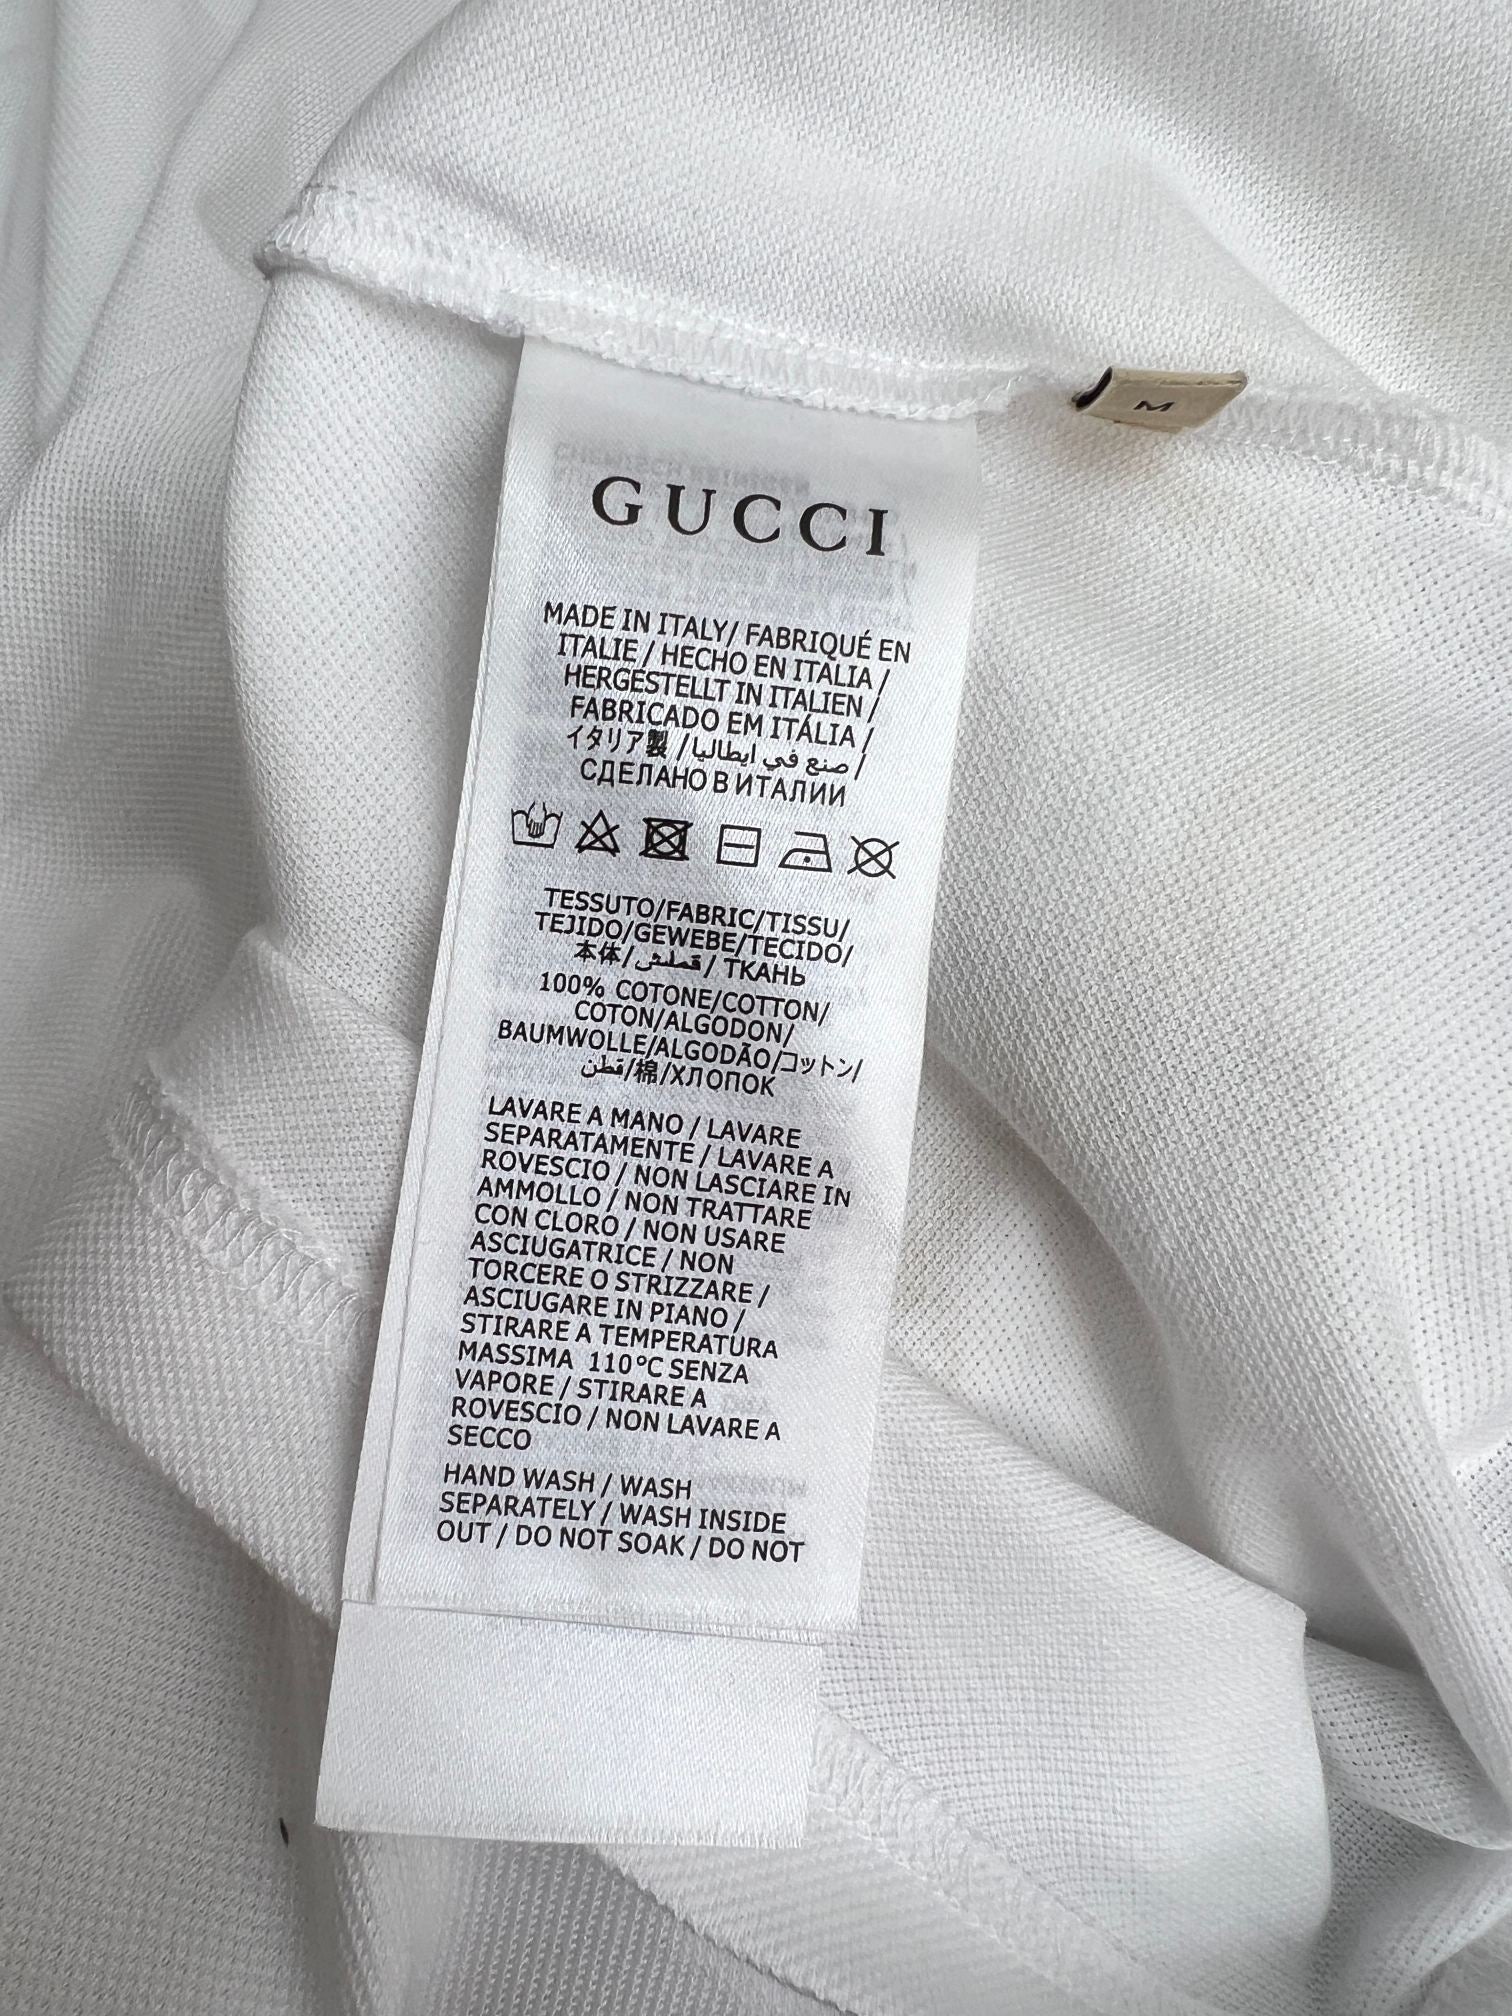 M
GUCCI
MADE IN ITALY/ FABRIQUÉ EN
ITALIE / HECHO EN ITALIA /
HERGESTELLT IN ITALIEN /
FABRICADO EM ITÁLIA /
イタリア製 /صنع في ايطاليا /
СДЕЛАНО В ИТАЛИИ
TESSUTO/FABRIC/TISSU/
TEJIDO/GEWEBE/TECIDO/
本体/قطش/ ТКАНЬ
100% COTONE/COTTON/
COTON/ALGODON/
BAUMWOLLE/ALGODÃO/コットン/
قطن/棉/ХЛОПОК
LAVARE A MANO / LAVARE
SEPARATAMENTE / LAVARE A
ROVESCIO / NON LASCIARE IN
AMMOLLO / NON TRATTARE
CON CLORO / NON USARE
ASCIUGATRICE / NON
TORCERE O STRIZZARE /
ASCIUGARE IN PIANO /
STIRARE A TEMPERATURA
MASSIMA 110°C SENZA
VAPORE / STIRARE A
ROVESCIO / NON LAVARE A
SECCO
HAND WASH / WASH
SEPARATELY / WASH INSIDE
OUT / DO NOT SOAK / DO NOT